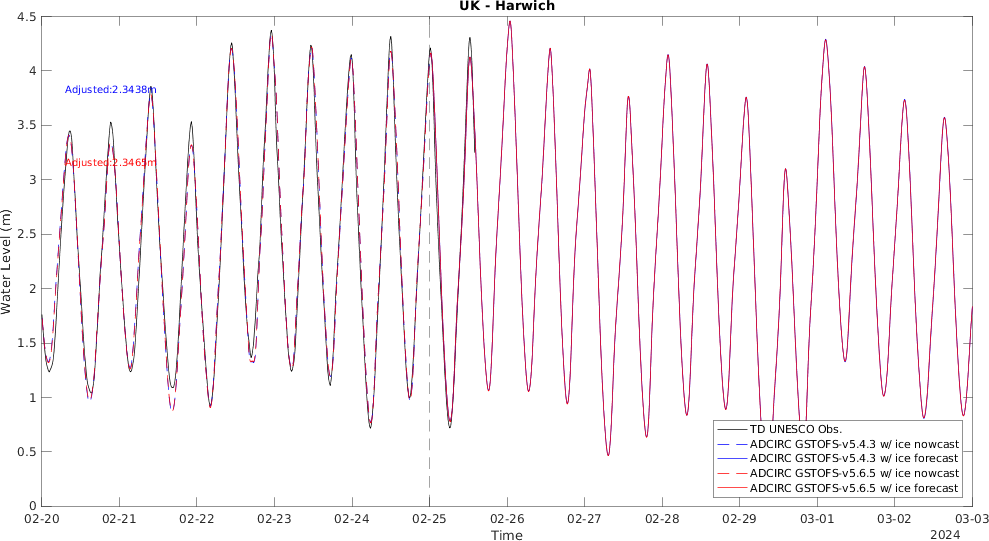 UK - Harwich
4.5
4
3.5
3
2.5
2
1.5
1
0.5
0
Water Level (m)
Adjusted:2.3438m
Adjusted:2.3465m
TD UNESCO Obs.
ADCIRC GSTOFS-v5.4.3 w/ ice nowcast
ADCIRC GSTOFS-v5.4.3 w/ ice forecast
ADCIRC GSTOFS-v5.6.5 w/ ice nowcast
ADCIRC GSTOFS-v5.6.5 w/ ice forecast
02-20 02-21 02-22 02-23 02-24 02-25 02-26 02-27 02-28 02-29 03-01 03-02 03-03
Time
2024